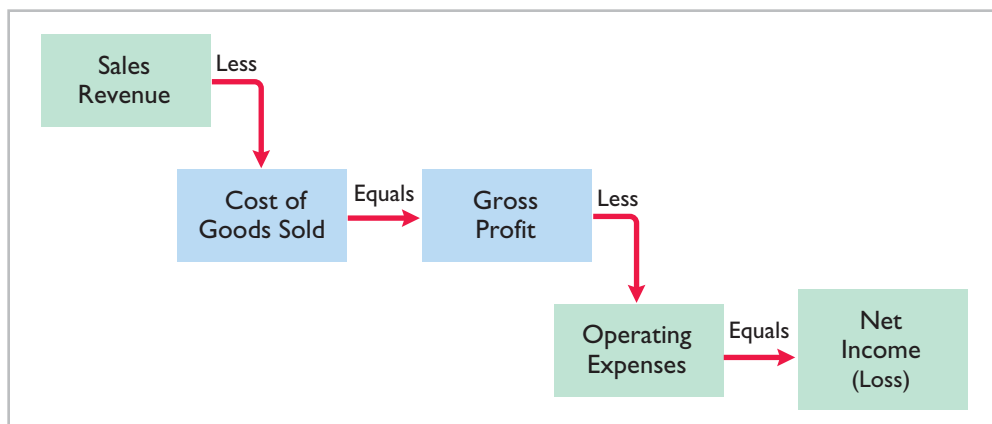 Sales
Revenue
Less
Cost of
Goods Sold
Equals
Gross
Profit
Less
Operating
Expenses
Equals
Net
Income
(Loss)